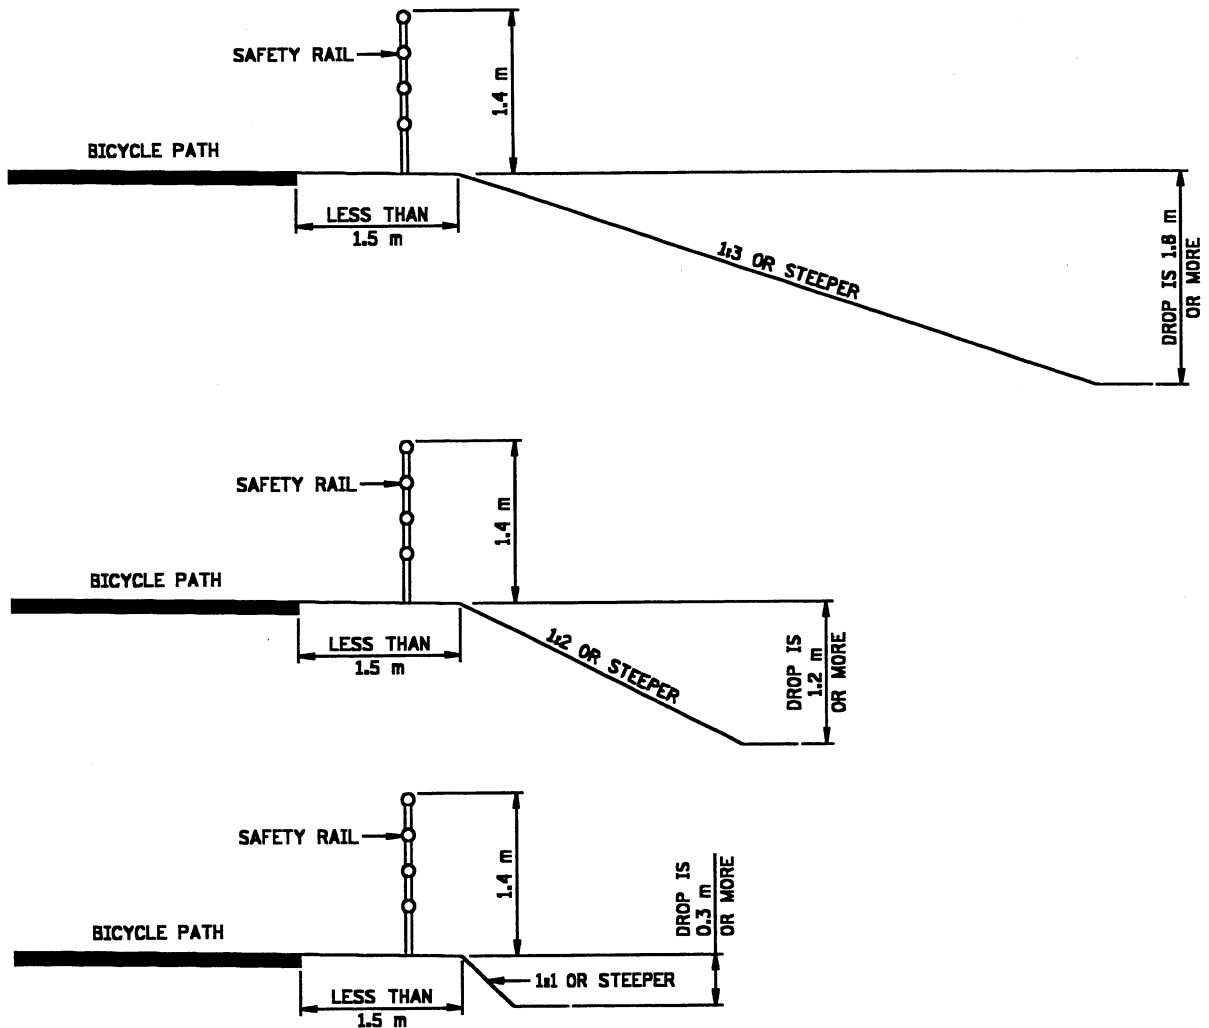 SAFETY RAIL
1.4 m
BICYCLE PATH
LESS THAN
1.5 m
1:3 OR STEEPER
DROP IS 1.8 m
OR MORE
SAFETY RAIL
1.4 m
BICYCLE PATH
LESS THAN
1.5 m
1:2 OR STEEPER
DROP IS
1.2 m
OR MORE
SAFETY RAIL
1.4 m
DROP IS
0.3 m
OR MORE
BICYCLE PATH
1:1 OR STEEPER
LESS THAN
1.5 m